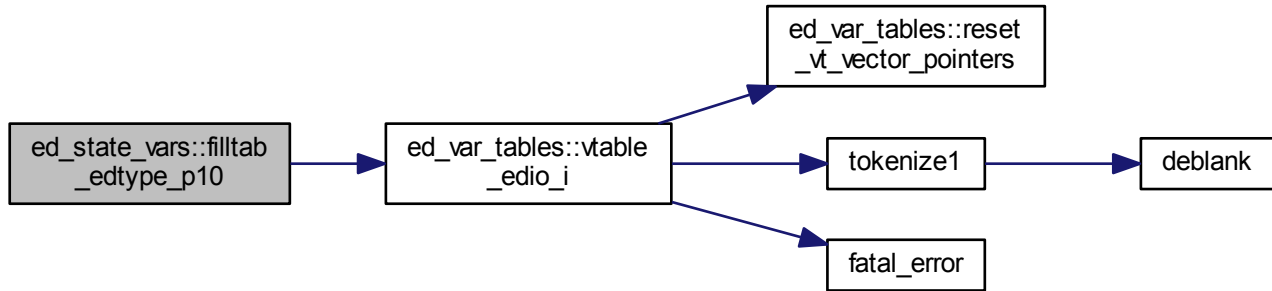 ed_var_tables::reset
_vt_vector_pointers
ed_state_vars::filltab
_edtype_p10
ed_var_tables::vtable
_edio_i
tokenize1
deblank
fatal_error